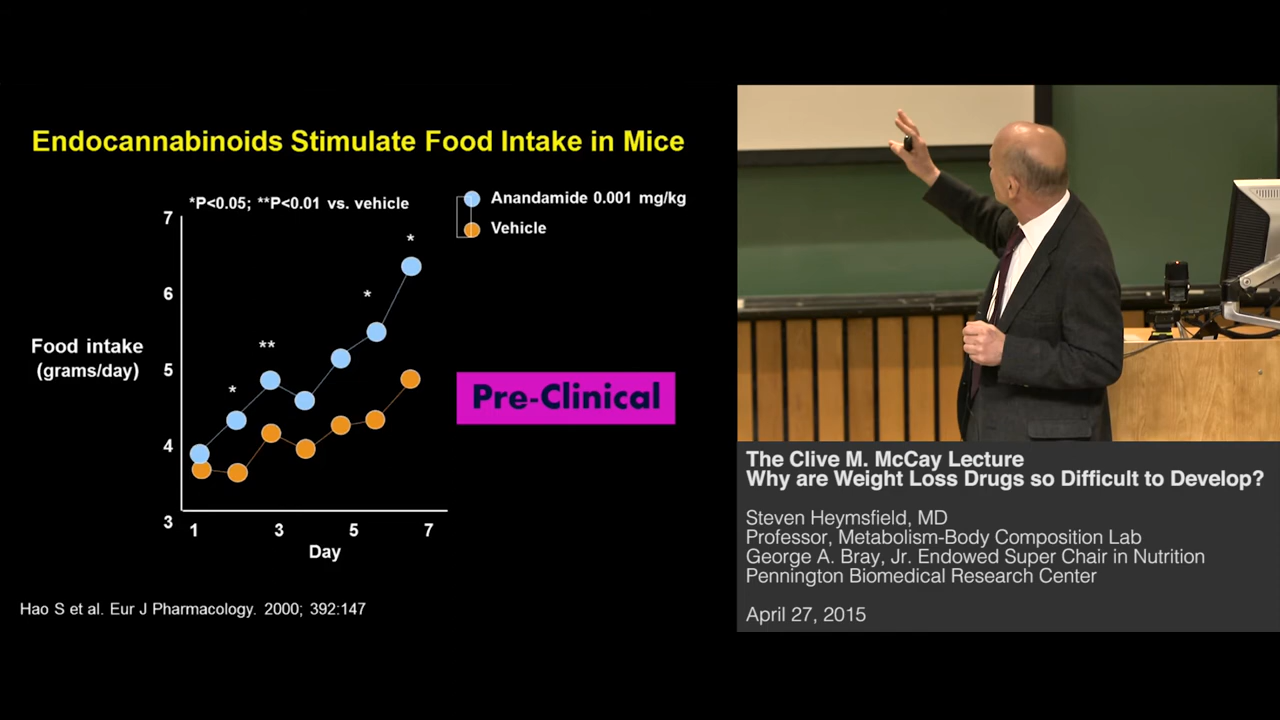 Endocannabinoids Stimulate Food Intake in Mice
*P<0.05; **P<0.01 vs. vehicle
Anandamide 0.001 mg/kg
Vehicle
7
6
5
4
3
Food intake
(grams/day)
*
**
*
*
1 3 5 7
Day
Pre-Clinical
Hao S et al. Eur J Pharmacology. 2000; 392:147
The Clive M. McCay Lecture
Why are Weight Loss Drugs so Difficult to Develop?
Steven Heymsfield, MD
Professor, Metabolism-Body Composition Lab
George A. Bray, Jr. Endowed Super Chair in Nutrition
Pennington Biomedical Research Center
April 27, 2015